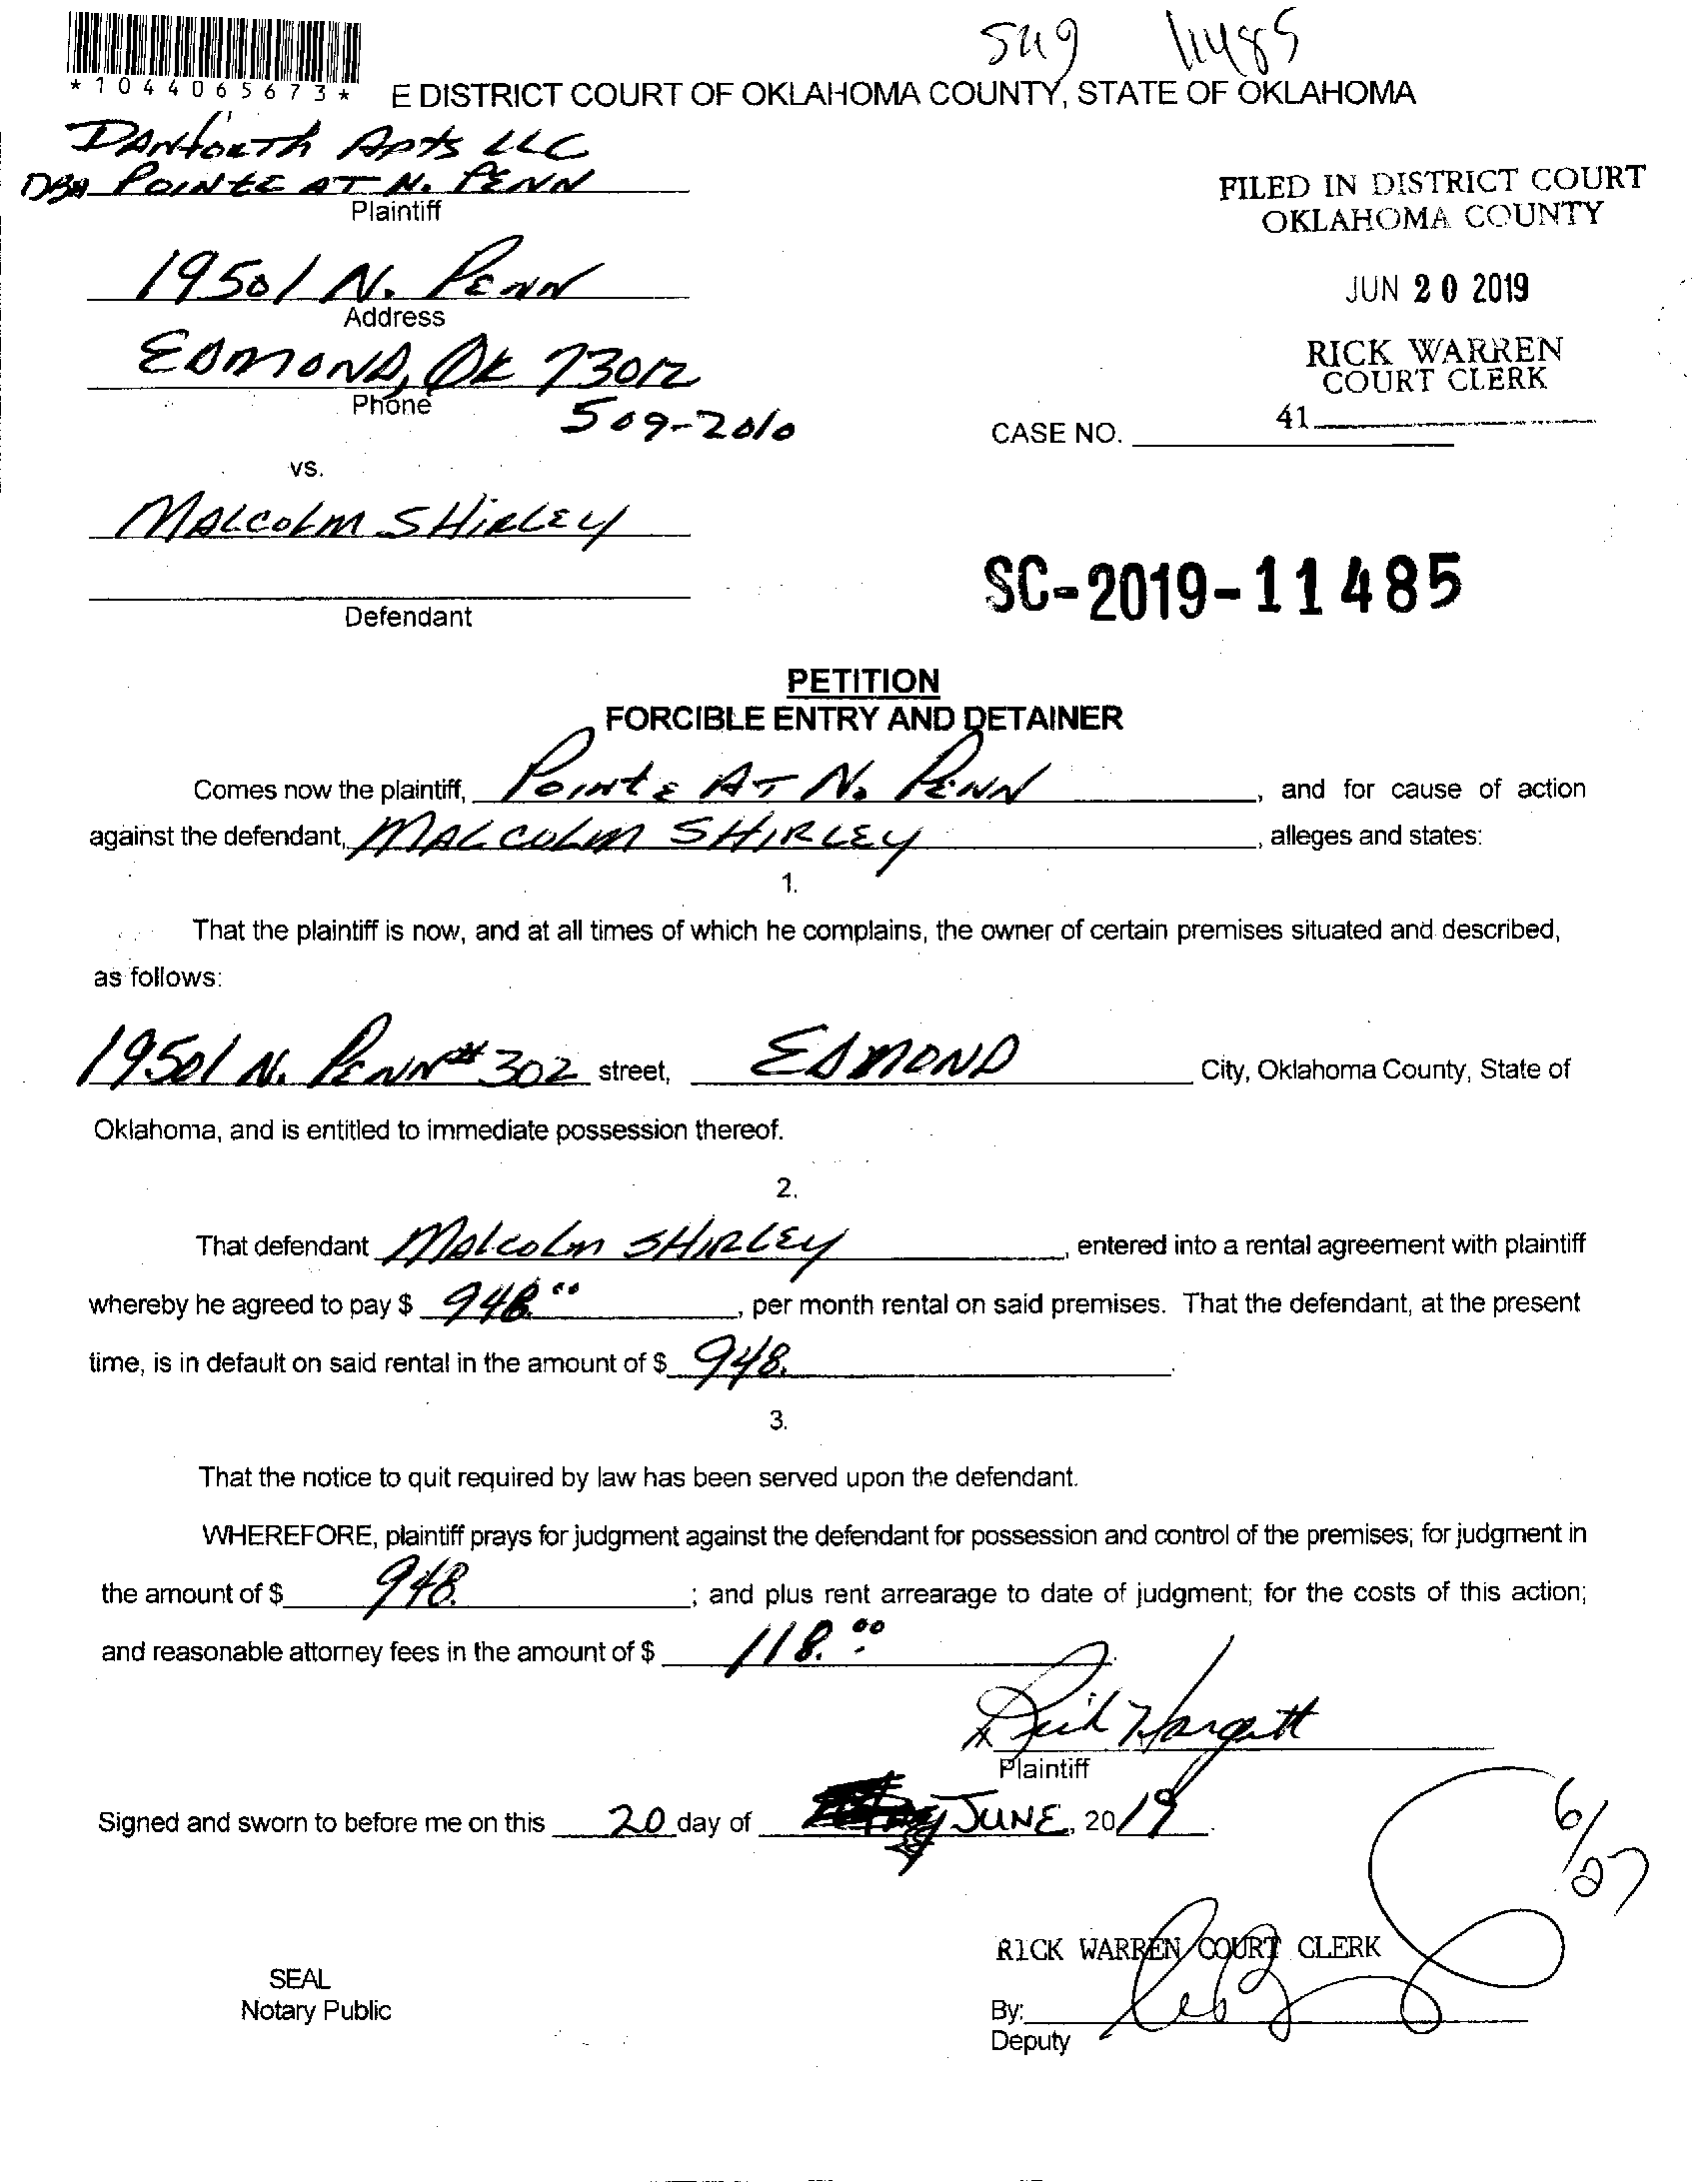 SH9 11485
*1044065673*
E DISTRICT COURT OF OKLAHOMA COUNTY, STATE OF OKLAHOMA
DANforTH Apts LLC
DBA POINTE AT N. PENN
Plaintiff
FILED IN DISTRICT COURT
OKLAHOMA COUNTY
19501 N. PENN
Address
JUN 20 2019
EDMOND, OK 73012
Phone
509-2010
RICK WARREN
COURT CLERK
41
CASE NO.
vs.
MALCOLM SHIRLEY
Defendant
SC-2019-11485
PETITION
FORCIBLE ENTRY AND DETAINER
Comes now the plaintiff, POINTE AT N. PENN, and for cause of action
against the defendant, MALCOLM SHIRLEY, alleges and states:
1.
That the plaintiff is now, and at all times of which he complains, the owner of certain premises situated and described,
as follows:
19501 N. PENN #302 street, EDMOND City, Oklahoma County, State of
Oklahoma, and is entitled to immediate possession thereof.
2.
That defendant MALCOLM SHIRLEY, entered into a rental agreement with plaintiff
whereby he agreed to pay $ 948.00, per month rental on said premises. That the defendant, at the present
time, is in default on said rental in the amount of $ 948..
3.
That the notice to quit required by law has been served upon the defendant.
WHEREFORE, plaintiff prays for judgment against the defendant for possession and control of the premises; for judgment in
the amount of $ 948.; and plus rent arrearage to date of judgment; for the costs of this action;
and reasonable attorney fees in the amount of $ 118.00.
Hargett
Plaintiff
Signed and sworn to before me on this 20 day of JUNE, 2019.
6/27
RICK WARREN COURT CLERK
SEAL
Notary Public
By:
Deputy